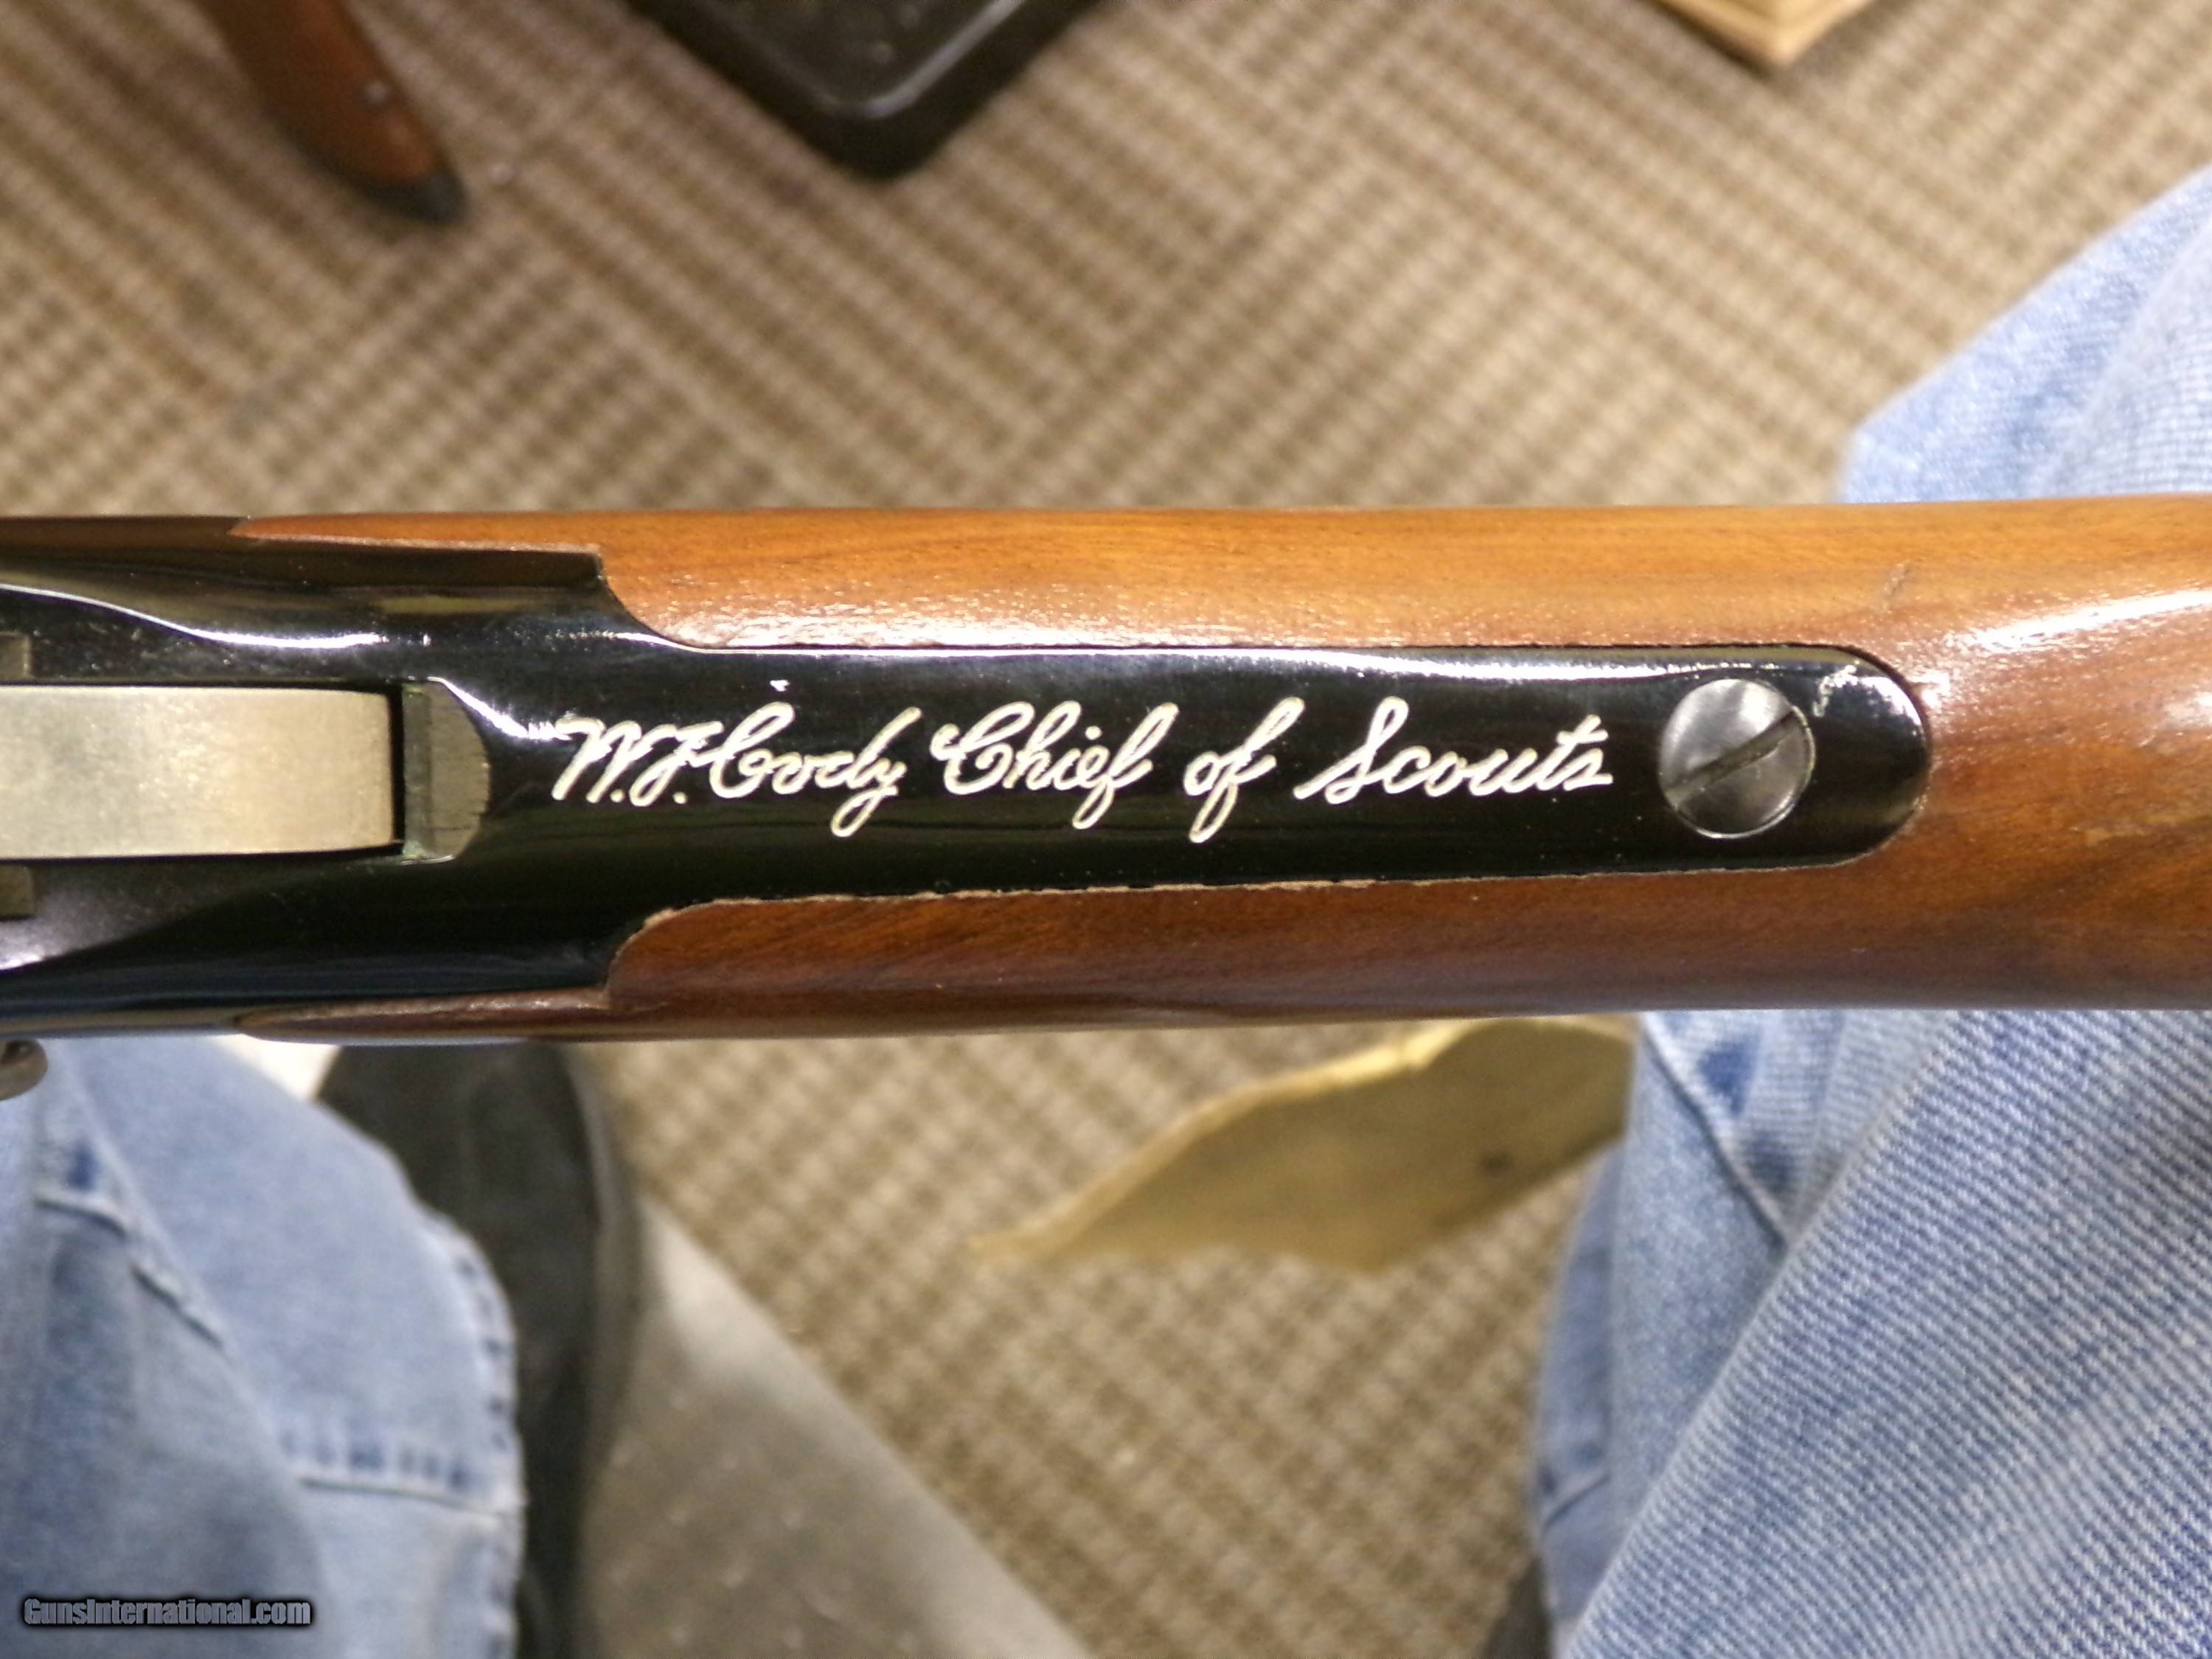 W.F. Cody Chief of Scouts
GunsInternational.com